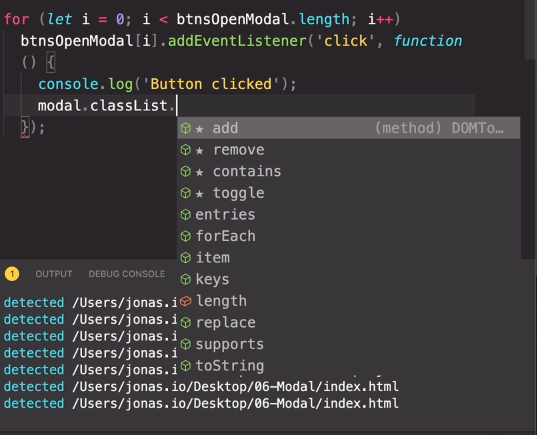 for (let i = 0; i < btnsOpenModal.length; i++)
btnsOpenModal[i].addEventListener('click', function
() {
console.log('Button clicked');
modal.classList.
});
★ add (method) DOMTo…
★ remove
★ contains
★ toggle
entries
forEach
item
keys
length
replace
supports
toString
1 OUTPUT DEBUG CONSOLE
detected /Users/jonas.i
detected /Users/jonas.i
detected /Users/jonas.i
detected /Users/jonas.i
detected /Users/jonas.i
detected /Users/jonas.io/Desktop/06-Modal/index.html
detected /Users/jonas.io/Desktop/06-Modal/index.html